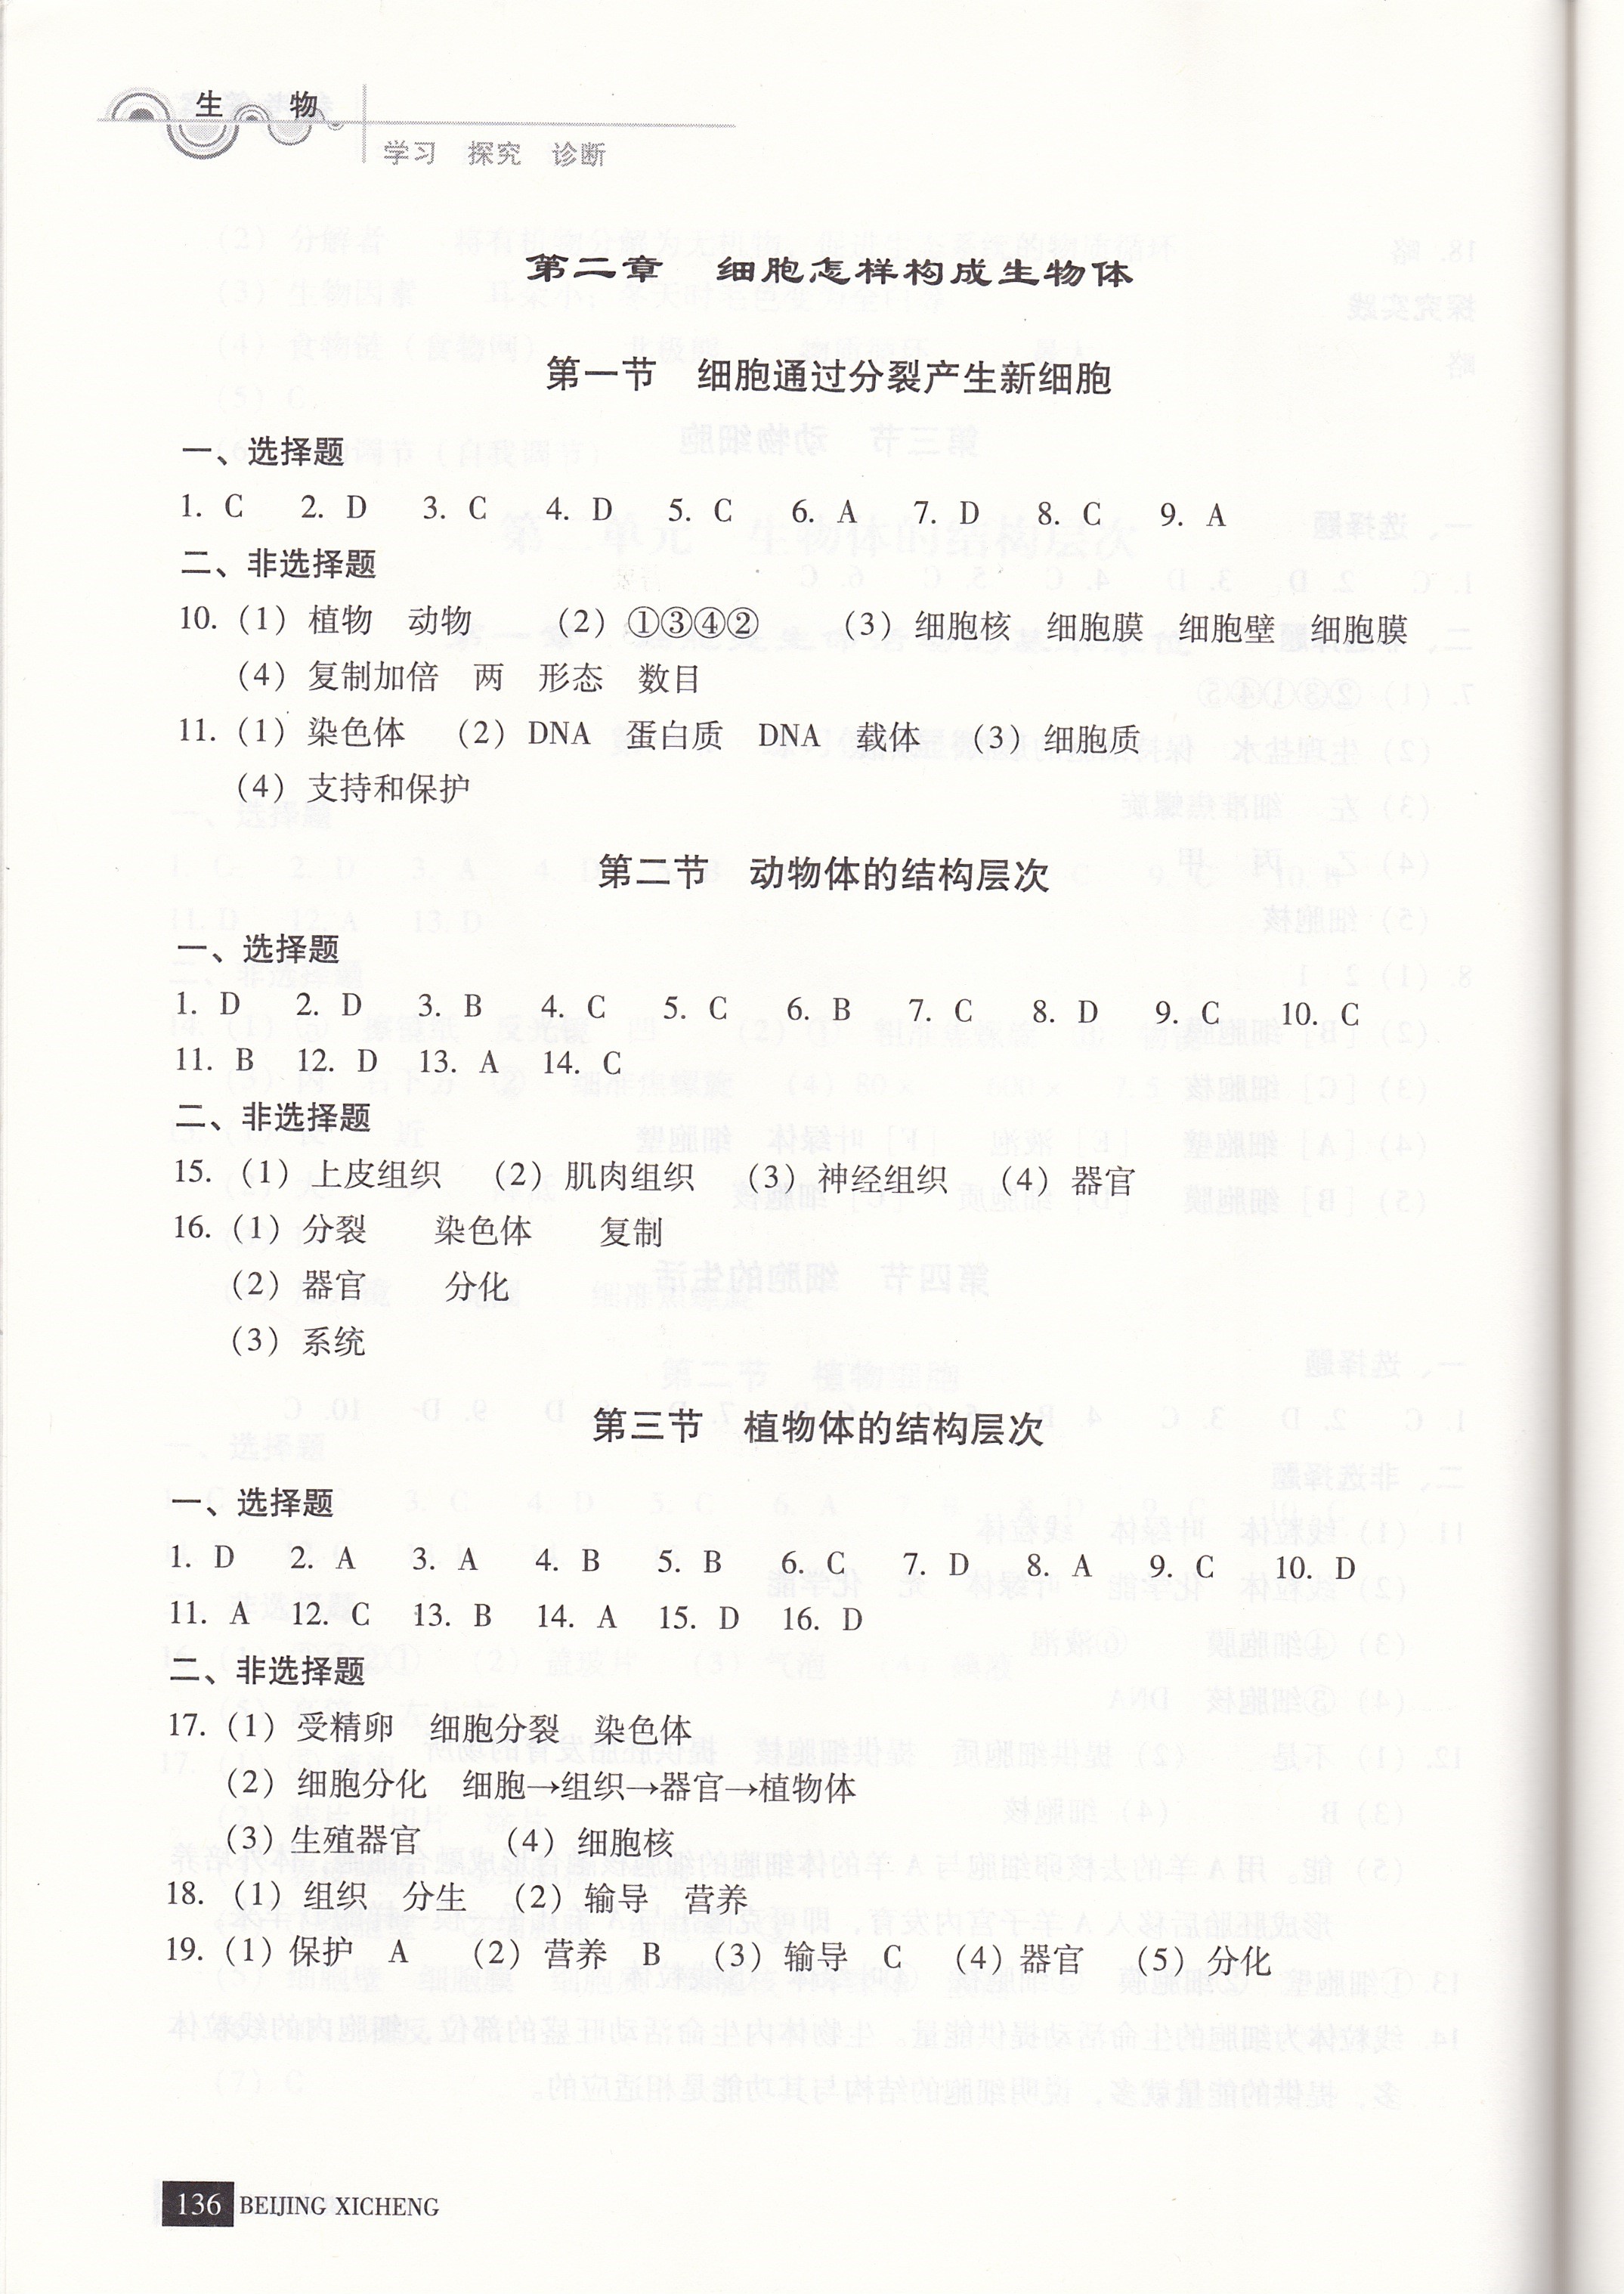 生 物
学习 探究 诊断
第二章 细胞怎样构成生物体
第一节 细胞通过分裂产生新细胞
一、选择题
1. C 2. D 3. C 4. D 5. C 6. A 7. D 8. C 9. A
二、非选择题
10. (1) 植物 动物 (2) ①③④② (3) 细胞核 细胞膜 细胞壁 细胞膜
(4) 复制加倍 两 形态 数目
11. (1) 染色体 (2) DNA 蛋白质 DNA 载体 (3) 细胞质
(4) 支持和保护
第二节 动物体的结构层次
一、选择题
1. D 2. D 3. B 4. C 5. C 6. B 7. C 8. D 9. C 10. C
11. B 12. D 13. A 14. C
二、非选择题
15. (1) 上皮组织 (2) 肌肉组织 (3) 神经组织 (4) 器官
16. (1) 分裂 染色体 复制
(2) 器官 分化
(3) 系统
第三节 植物体的结构层次
一、选择题
1. D 2. A 3. A 4. B 5. B 6. C 7. D 8. A 9. C 10. D
11. A 12. C 13. B 14. A 15. D 16. D
二、非选择题
17. (1) 受精卵 细胞分裂 染色体
(2) 细胞分化 细胞→组织→器官→植物体
(3) 生殖器官 (4) 细胞核
18. (1) 组织 分生 (2) 输导 营养
19. (1) 保护 A (2) 营养 B (3) 输导 C (4) 器官 (5) 分化
136 BEIJING XICHENG